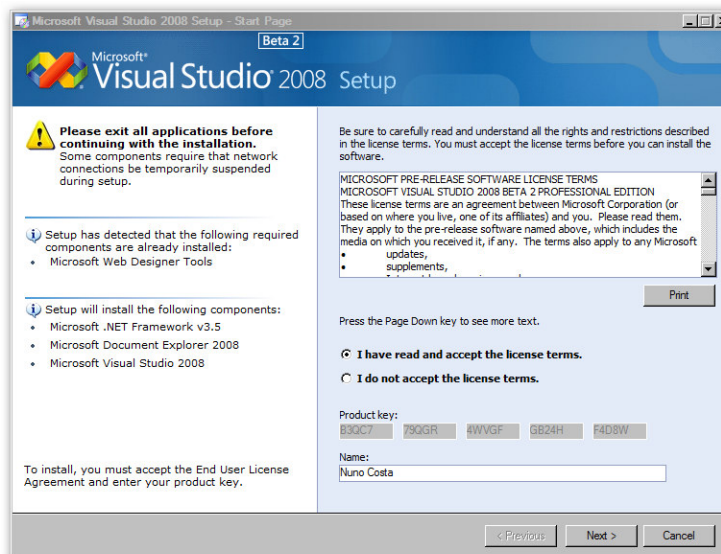 Microsoft Visual Studio 2008 Setup - Start Page
Beta 2
Microsoft®
Visual Studio® 2008 Setup
Please exit all applications before
continuing with the installation.
Some components require that network
connections be temporarily suspended
during setup.
Setup has detected that the following required
components are already installed:
• Microsoft Web Designer Tools
Setup will install the following components:
• Microsoft .NET Framework v3.5
• Microsoft Document Explorer 2008
• Microsoft Visual Studio 2008
To install, you must accept the End User License
Agreement and enter your product key.
Be sure to carefully read and understand all the rights and restrictions described
in the license terms. You must accept the license terms before you can install the
software.
MICROSOFT PRE-RELEASE SOFTWARE LICENSE TERMS
MICROSOFT VISUAL STUDIO 2008 BETA 2 PROFESSIONAL EDITION
These license terms are an agreement between Microsoft Corporation (or
based on where you live, one of its affiliates) and you. Please read them.
They apply to the pre-release software named above, which includes the
media on which you received it, if any. The terms also apply to any Microsoft
• updates,
• supplements,
Print
Press the Page Down key to see more text.
I have read and accept the license terms.
I do not accept the license terms.
Product key:
B3QC7 79QGR 4WVGF GB24H F4D8W
Name:
Nuno Costa
< Previous Next > Cancel